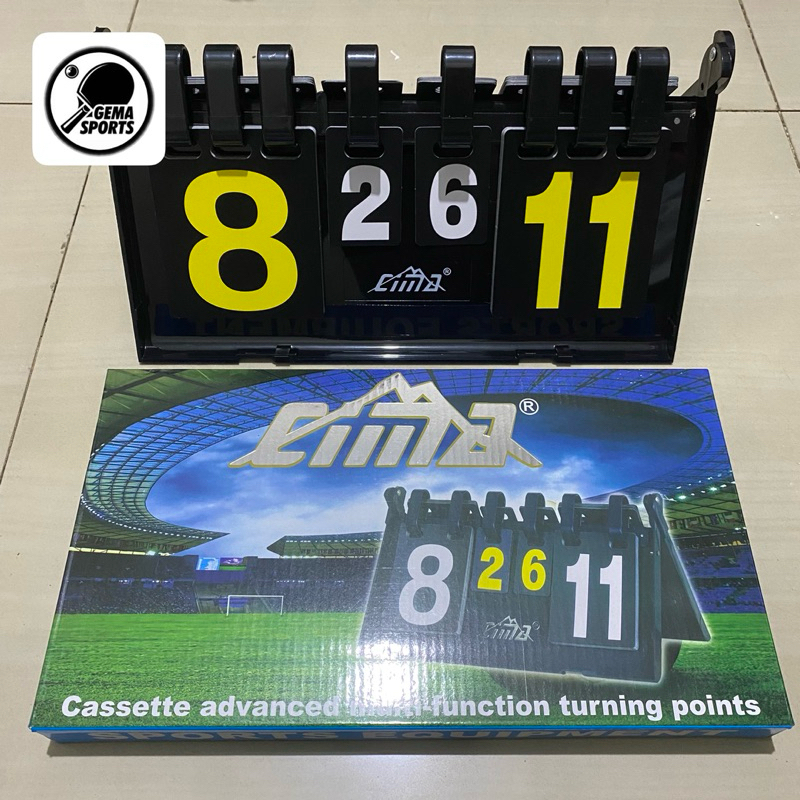 GEMA
SPORTS
8 2 6 11
cima®
cima®
8 2 6 11
cima
Cassette advanced multi-function turning points
SPORTS EQUIPMENT